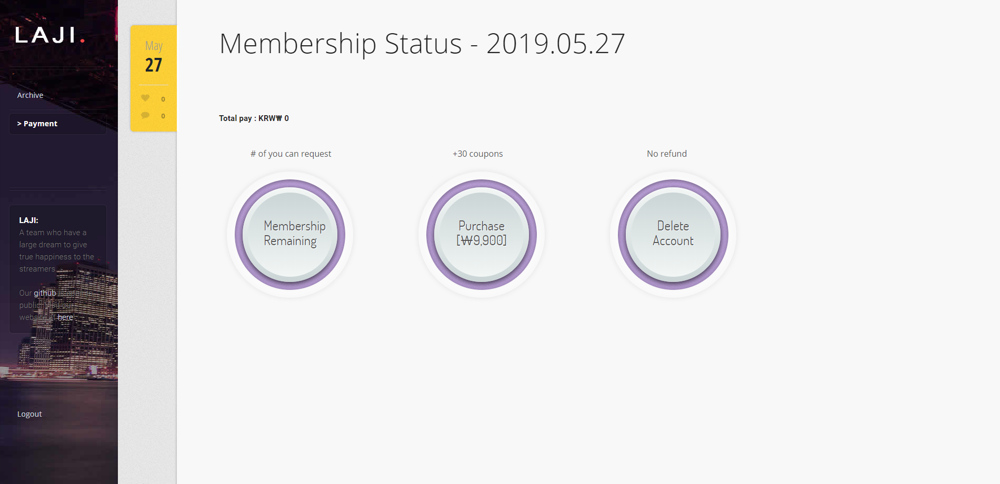 LAJI.
Archive
> Payment
LAJI:
A team who have a
large dream to give
true happiness to the
streamers.
Our github is open to
public. Visit our
website at here!
Logout
May
27
0
0
Membership Status - 2019.05.27
Total pay : KRW₩ 0
# of you can request
+30 coupons
No refund
Membership
Remaining
Purchase
[₩9,900]
Delete
Account